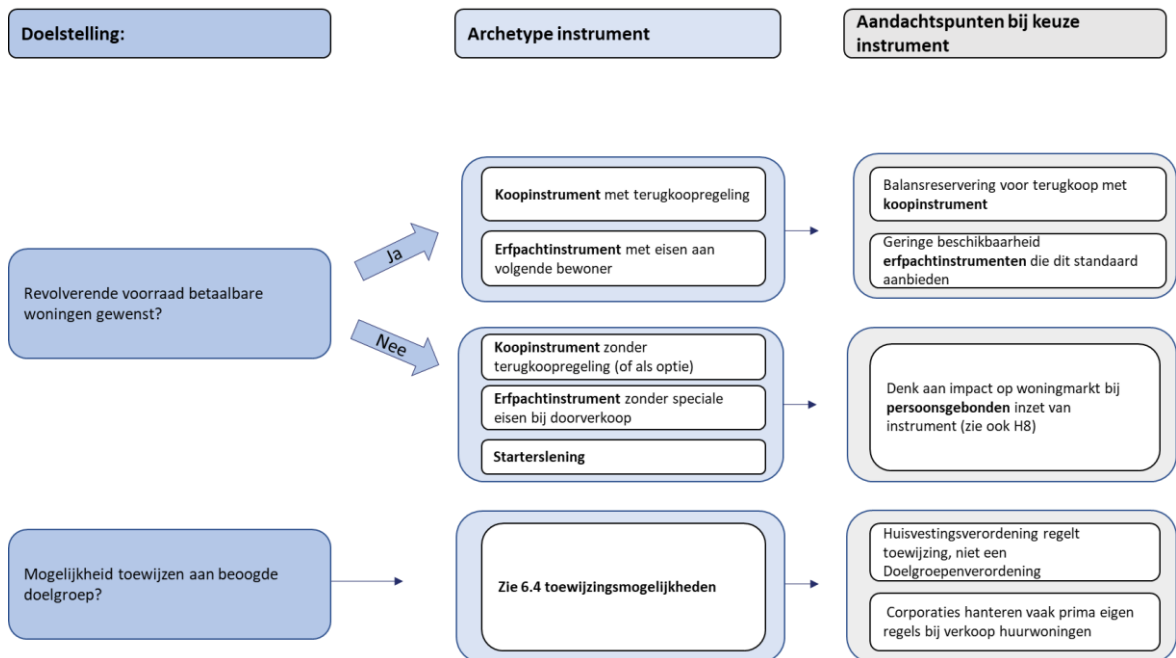 Doelstelling:
Archetype instrument
Aandachtspunten bij keuze
instrument
Revolverende voorraad betaalbare
woningen gewenst?
Ja
Koopinstrument met terugkoopregeling
Erfpachtinstrument met eisen aan
volgende bewoner
Balansreservering voor terugkoop met
koopinstrument
Geringe beschikbaarheid
erfpachtinstrumenten die dit standaard
aanbieden
Nee
Koopinstrument zonder
terugkoopregeling (of als optie)
Erfpachtinstrument zonder speciale
eisen bij doorverkoop
Starterslening
Denk aan impact op woningmarkt bij
persoonsgebonden inzet van
instrument (zie ook H8)
Mogelijkheid toewijzen aan beoogde
doelgroep?
Zie 6.4 toewijzingsmogelijkheden
Huisvestingsverordening regelt
toewijzing, niet een
Doelgroepenverordening
Corporaties hanteren vaak prima eigen
regels bij verkoop huurwoningen